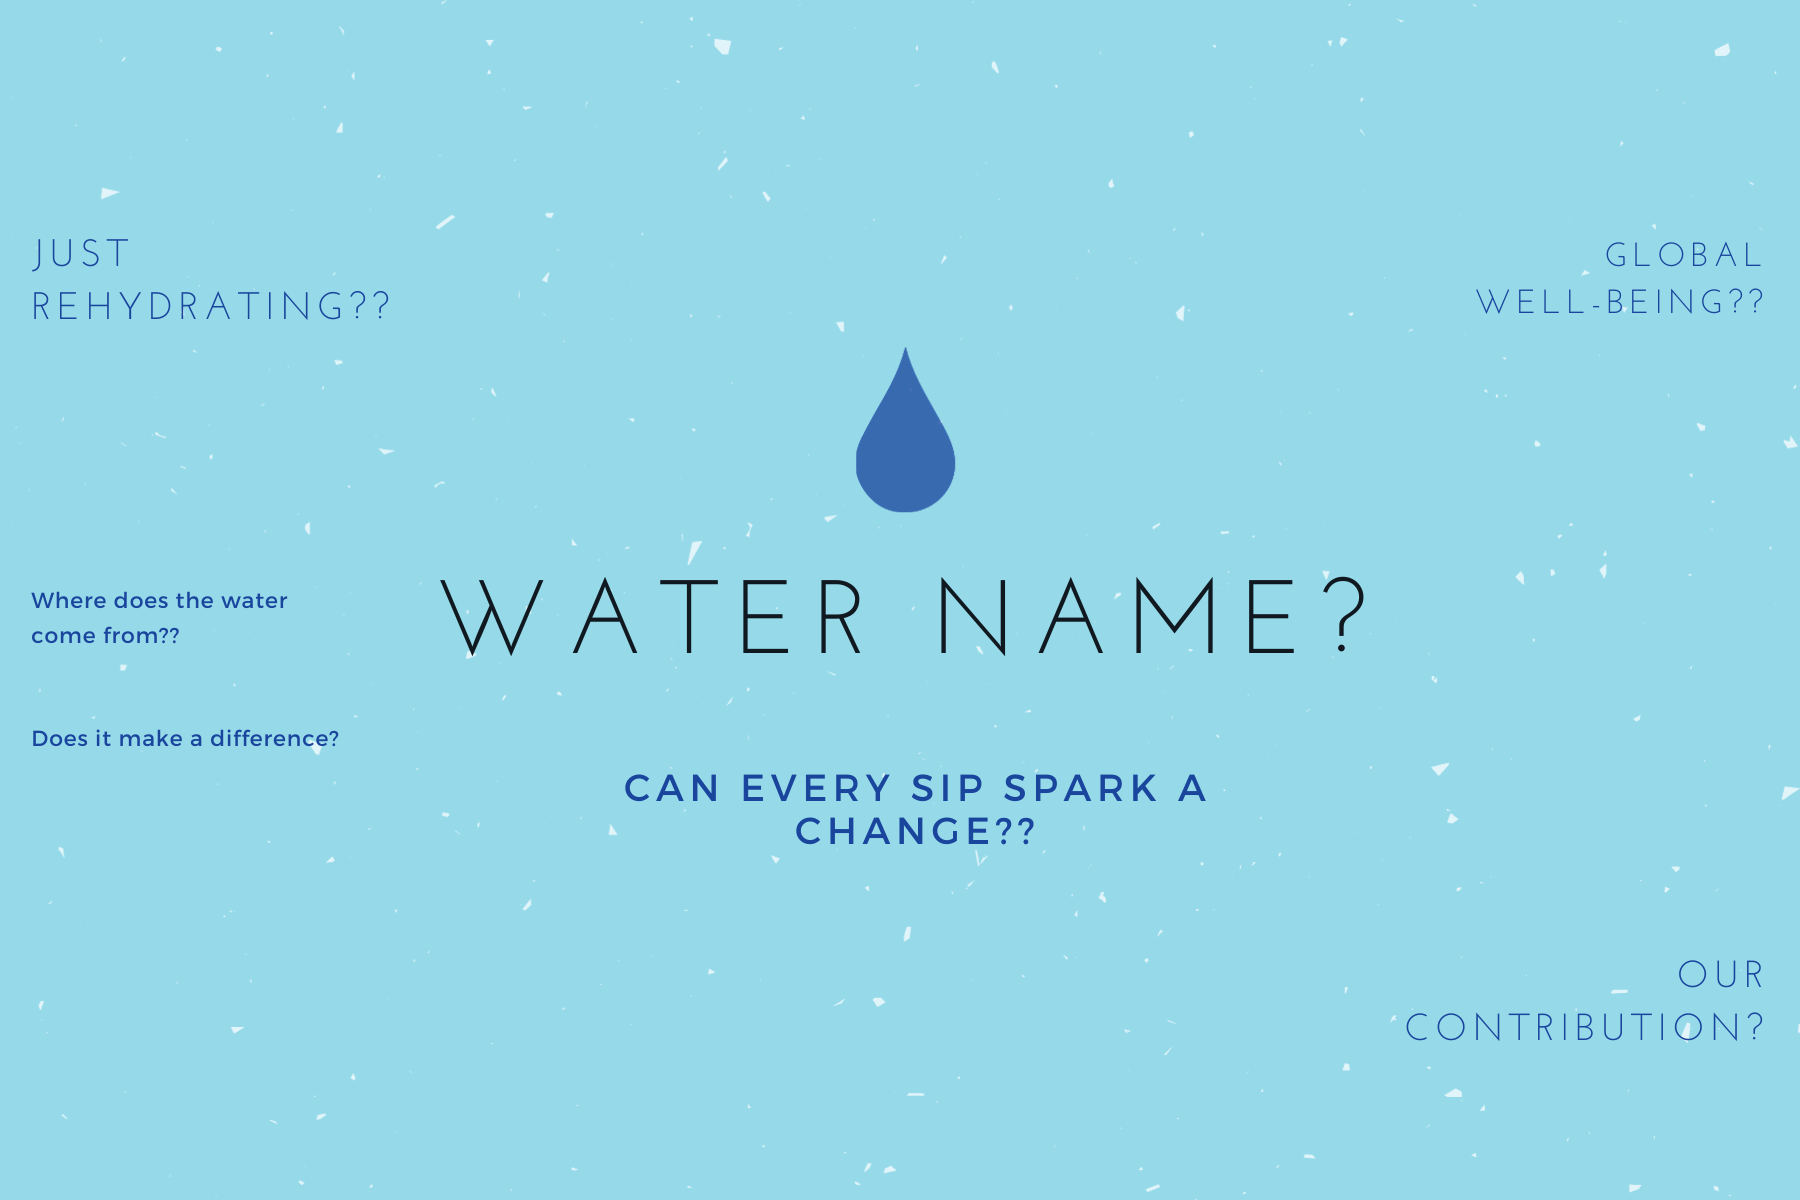 JUST
REHYDRATING??
GLOBAL
WELL-BEING??
Where does the water
come from??
WATER NAME?
Does it make a difference?
CAN EVERY SIP SPARK A
CHANGE??
OUR
CONTRIBUTION?